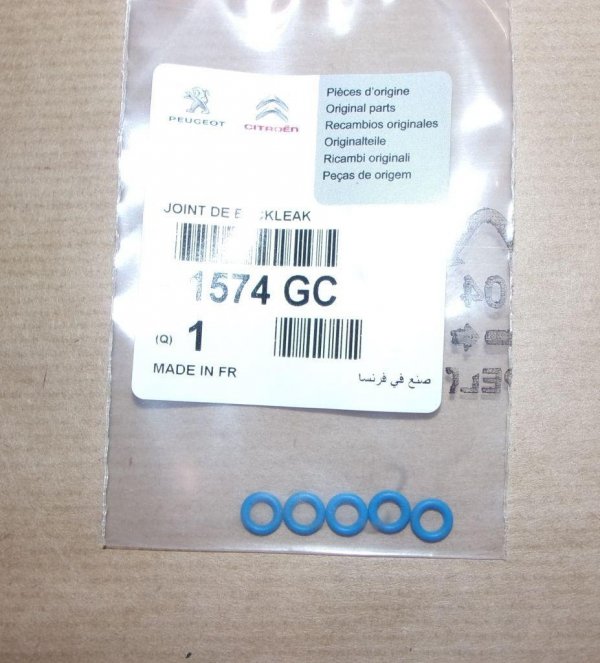 PEUGEOT
CITROËN
Pièces d'origine
Original parts
Recambios originales
Originalteile
Ricambi originali
Peças de origem
JOINT DE
1574 GC
(Q) 1
MADE IN FR
صنع في فرنسا
04